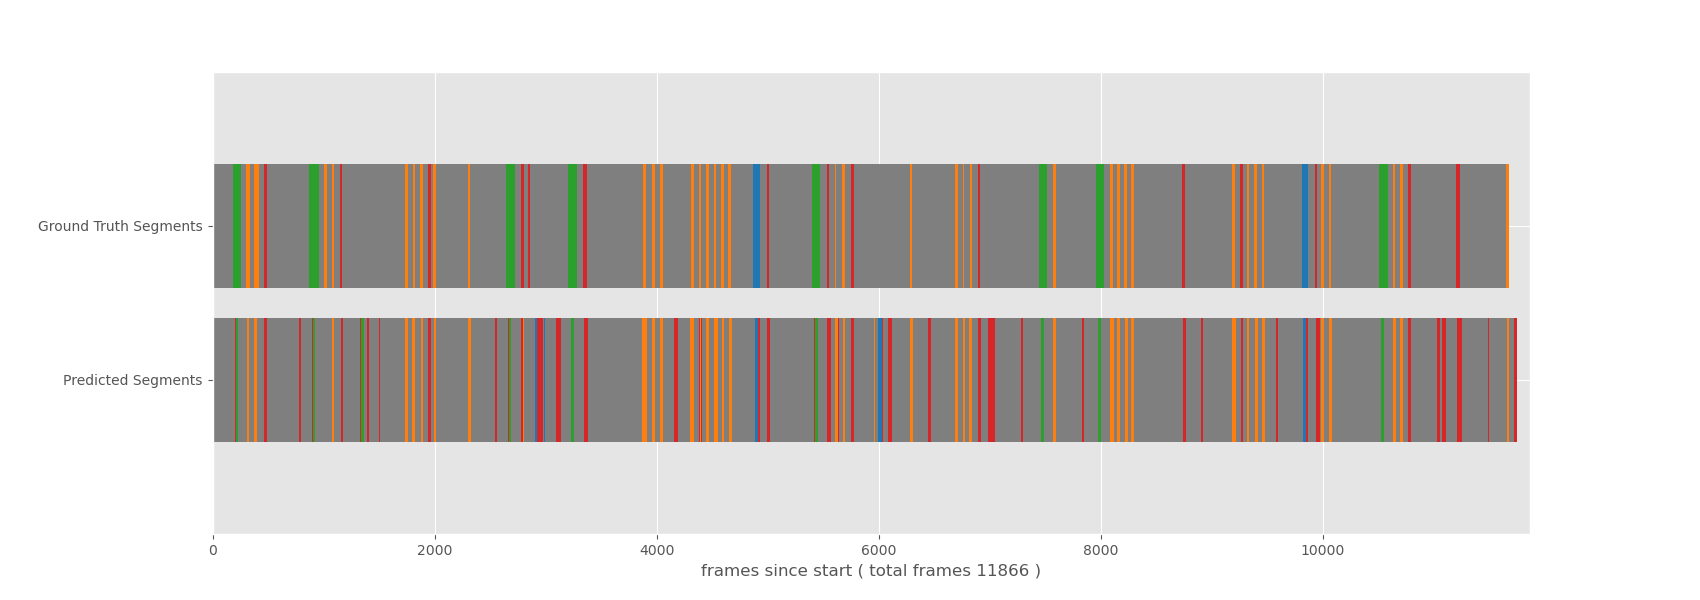 Ground Truth Segments
Predicted Segments
0 2000 4000 6000 8000 10000
frames since start ( total frames 11866 )